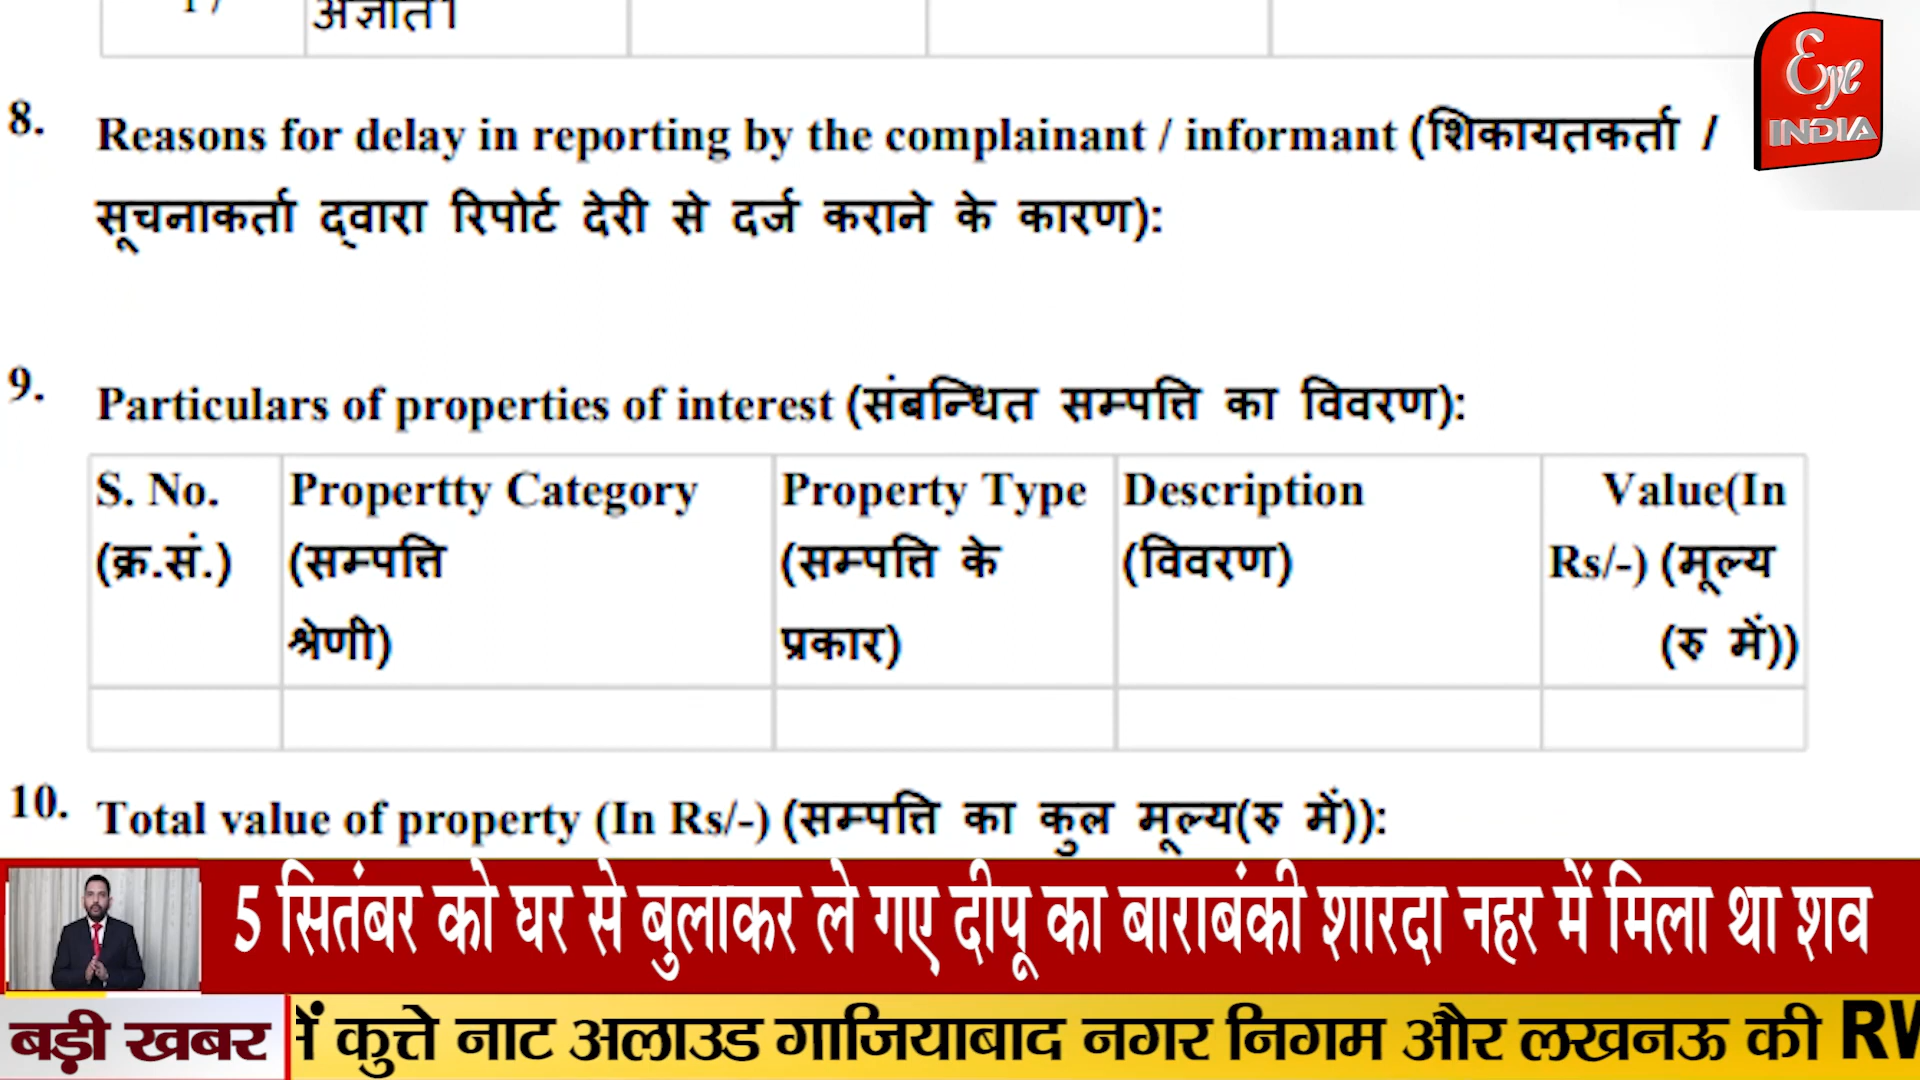 अज्ञात1
8. Reasons for delay in reporting by the complainant / informant (शिकायतकर्ता /
सूचनाकर्ता द्वारा रिपोर्ट देरी से दर्ज कराने के कारण):
9. Particulars of properties of interest (संबन्धित सम्पत्ति का विवरण):
S. No. (क्र.सं.)
Propertty Category (सम्पत्ति श्रेणी)
Property Type (सम्पत्ति के प्रकार)
Description (विवरण)
Value(In Rs/-) (मूल्य (रु में))
10. Total value of property (In Rs/-) (सम्पत्ति का कुल मूल्य(रु में)):
Eye
INDIA
5 सितंबर को घर से बुलाकर ले गए दीपू का बाराबंकी शारदा नहर में मिला था शव
बड़ी खबर
कुत्ते नाट अलाउड गाजियाबाद नगर निगम और लखनऊ की